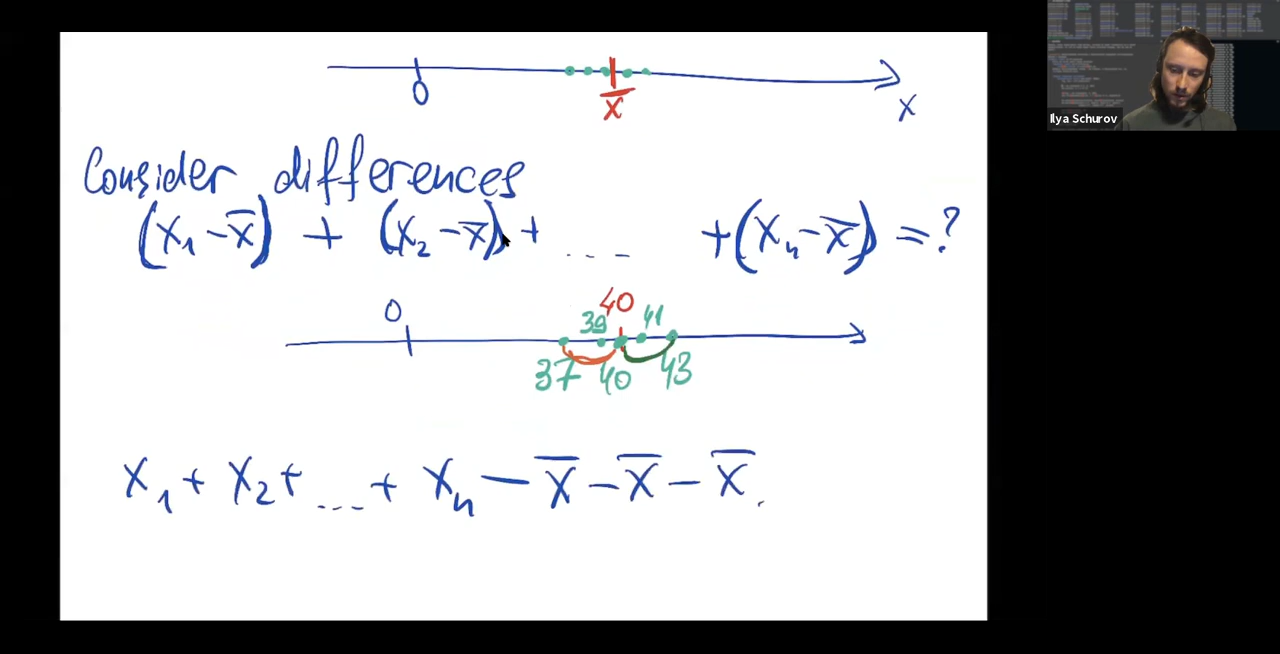 0
x̄
x
Ilya Schurov
Consider differences
(x₁ − x̄) + (x₂ − x̄) + ... + (xₙ − x̄) = ?
0 40
39 41
37 40 43
x₁ + x₂ + ... + xₙ − x̄ − x̄ − x̄ .